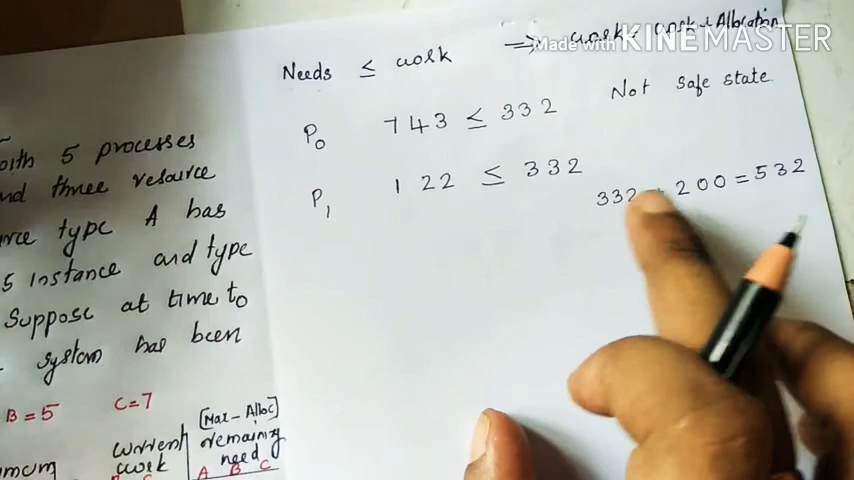 with 5 processes
and three resource
type A has
5 instance and type
Suppose at time to
system has been
B = 5 C = 7
[Max - Alloc]
current remaining
work need
A B C
Needs ≤ work ⇒ work + Allocation
Made with KINEMASTER
P0 743 ≤ 332 Not safe state
P1 122 ≤ 332 332 + 200 = 532